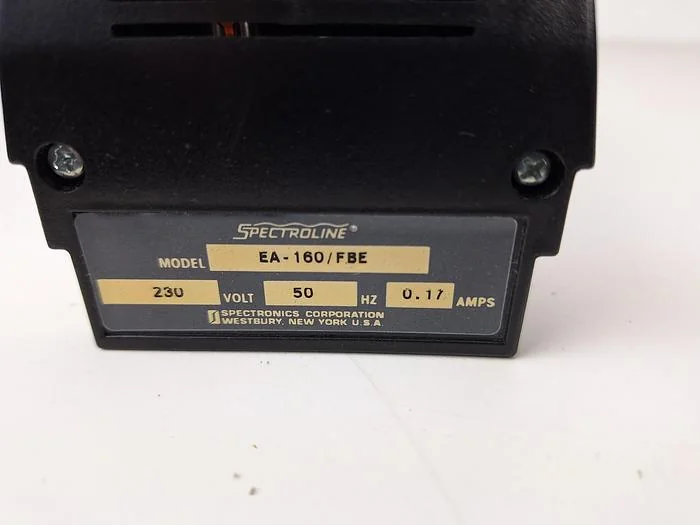 SPECTROLINE®
MODEL EA-160/FBE
230 VOLT 50 HZ 0.17 AMPS
SPECTRONICS CORPORATION
WESTBURY, NEW YORK U.S.A.